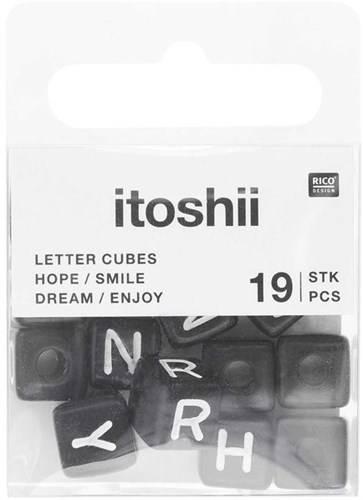 itoshii
RICO
DESIGN
LETTER CUBES
HOPE / SMILE
DREAM / ENJOY
19
STK
PCS
N
R
Y
R
H